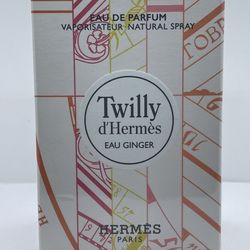 EAU DE PARFUM
VAPORISATEUR NATURAL SPRAY
Twilly
d'Hermès
EAU GINGER
HERMÈS
PARIS